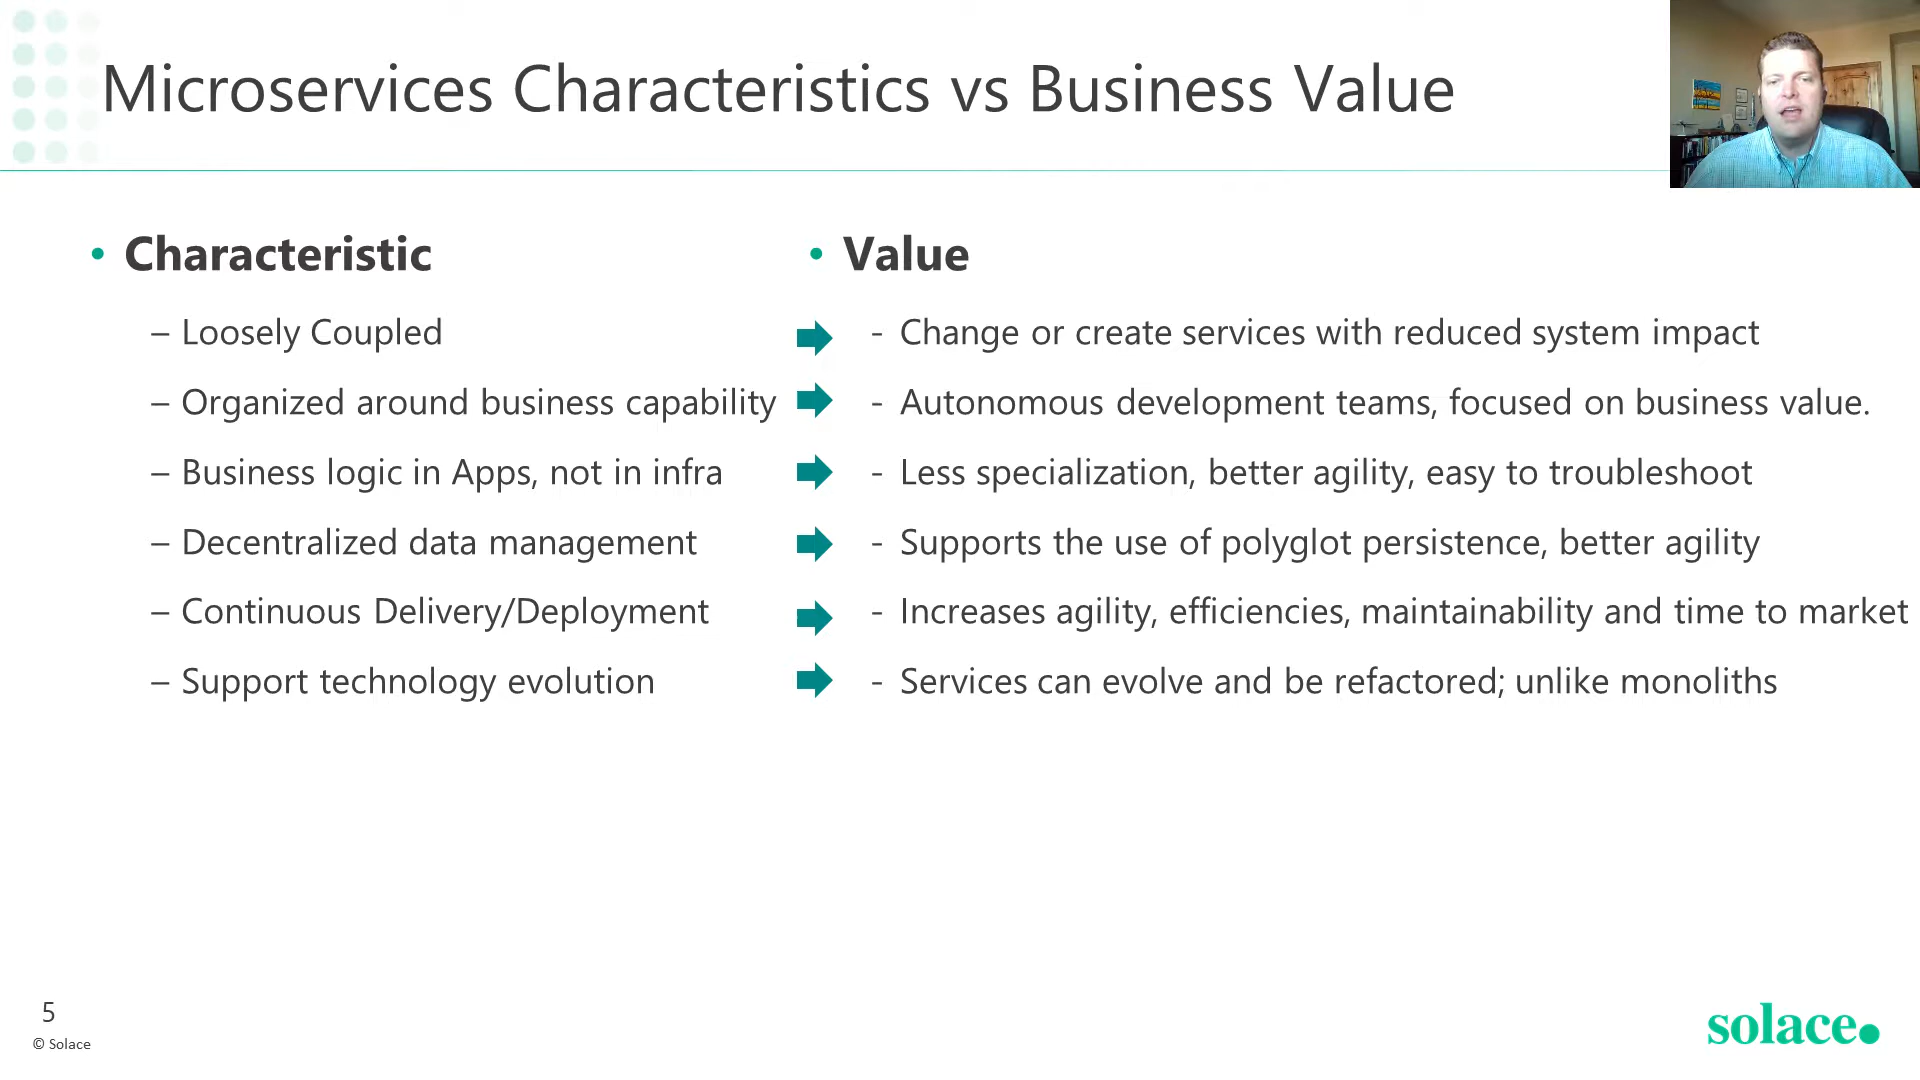 Microservices Characteristics vs Business Value
• Characteristic
• Value
– Loosely Coupled
- Change or create services with reduced system impact
– Organized around business capability
- Autonomous development teams, focused on business value.
– Business logic in Apps, not in infra
- Less specialization, better agility, easy to troubleshoot
– Decentralized data management
- Supports the use of polyglot persistence, better agility
– Continuous Delivery/Deployment
- Increases agility, efficiencies, maintainability and time to market
– Support technology evolution
- Services can evolve and be refactored; unlike monoliths
5
© Solace
solace.